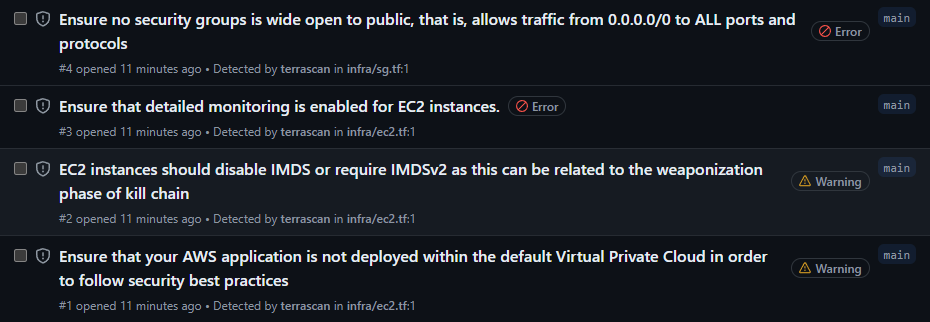 Ensure no security groups is wide open to public, that is, allows traffic from 0.0.0.0/0 to ALL ports and
protocols
Error
main
#4 opened 11 minutes ago • Detected by terrascan in infra/sg.tf:1
Ensure that detailed monitoring is enabled for EC2 instances.
Error
main
#3 opened 11 minutes ago • Detected by terrascan in infra/ec2.tf:1
EC2 instances should disable IMDS or require IMDSv2 as this can be related to the weaponization
phase of kill chain
Warning
main
#2 opened 11 minutes ago • Detected by terrascan in infra/ec2.tf:1
Ensure that your AWS application is not deployed within the default Virtual Private Cloud in order
to follow security best practices
Warning
main
#1 opened 11 minutes ago • Detected by terrascan in infra/ec2.tf:1